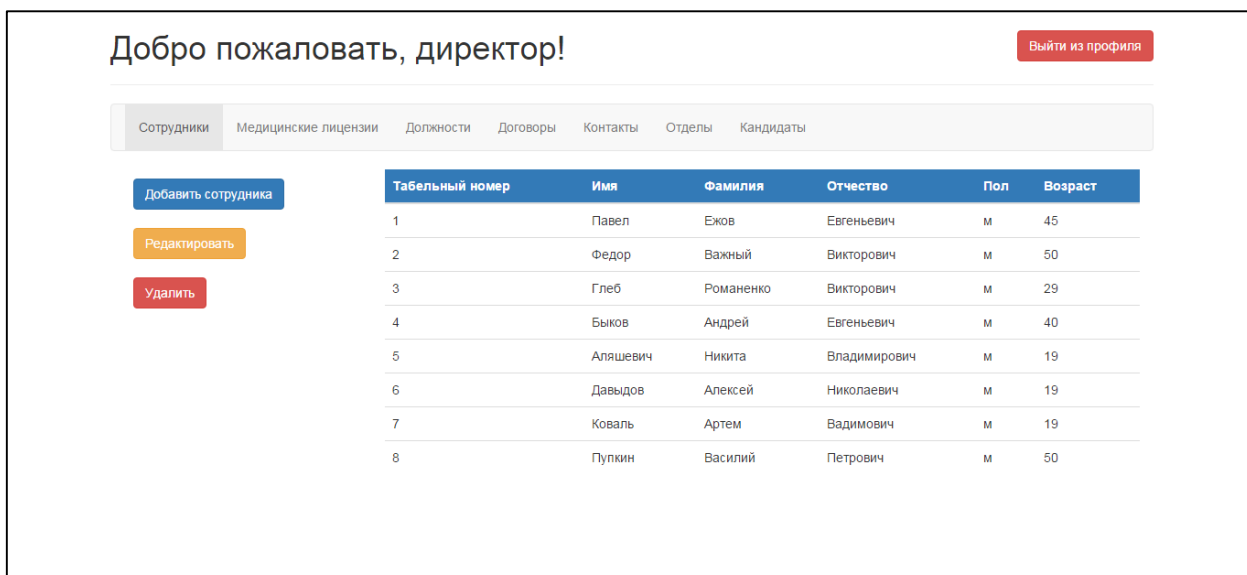 Добро пожаловать, директор!
Выйти из профиля
Сотрудники Медицинские лицензии Должности Договоры Контакты Отделы Кандидаты
Добавить сотрудника
Редактировать
Удалить
Табельный номер Имя Фамилия Отчество Пол Возраст
1 Павел Ежов Евгеньевич м 45
2 Федор Важный Викторович м 50
3 Глеб Романенко Викторович м 29
4 Быков Андрей Евгеньевич м 40
5 Аляшевич Никита Владимирович м 19
6 Давыдов Алексей Николаевич м 19
7 Коваль Артем Вадимович м 19
8 Пупкин Василий Петрович м 50